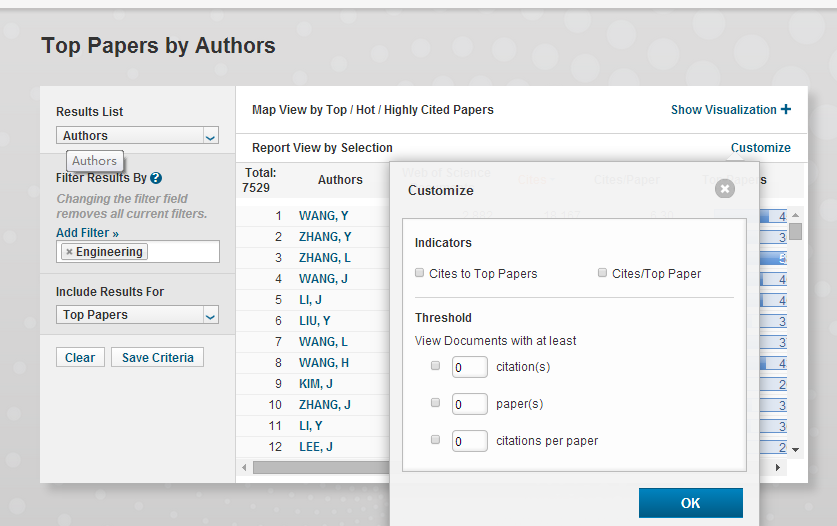 Top Papers by Authors
Results List
Authors
Authors
Filter Results By ?
Changing the filter field
removes all current filters.
Add Filter »
× Engineering
Include Results For
Top Papers
Clear
Save Criteria
Map View by Top / Hot / Highly Cited Papers
Show Visualization +
Report View by Selection
Customize
Total:
7529
Authors
Web of Science
Cites
Cites/Paper
1 WANG, Y
2 ZHANG, Y
3 ZHANG, L
4 WANG, J
5 LI, J
6 LIU, Y
7 WANG, L
8 WANG, H
9 KIM, J
10 ZHANG, J
11 LI, Y
12 LEE, J
4
3
5
4
4
3
3
4
2
3
3
2
Customize
Indicators
Cites to Top Papers
Cites/Top Paper
Threshold
View Documents with at least
0 citation(s)
0 paper(s)
0 citations per paper
OK